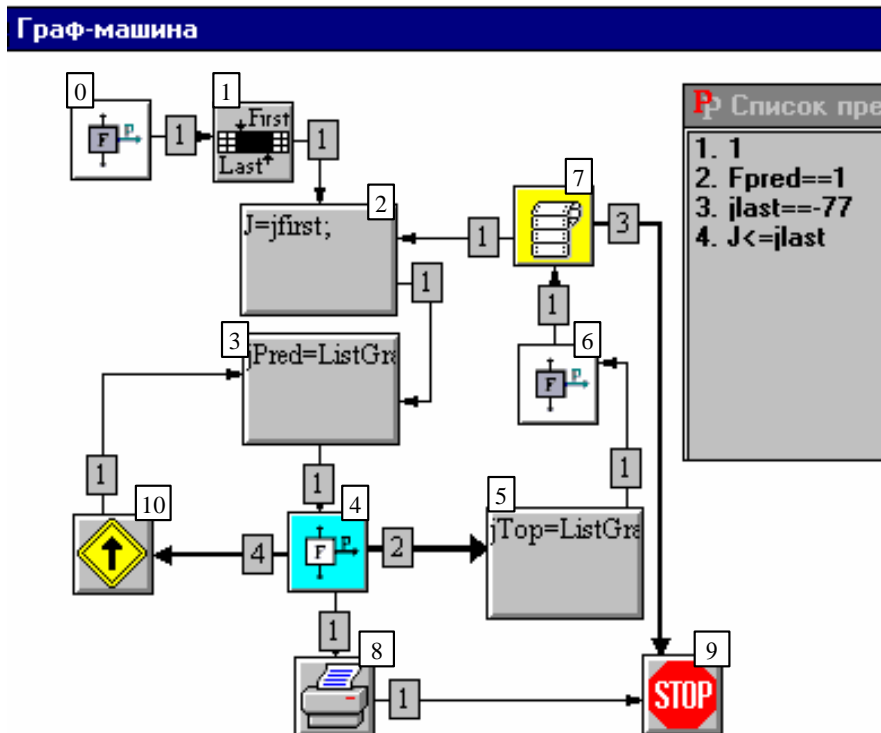 Граф-машина
0
1
F P
1
First
Last
1
2
J=jfirst;
1
7
3
Pp Список пре
1. 1
2. Fpred==1
3. jlast==-77
4. J<=jlast
1
1
3
jPred=ListGra
6
F P
1
1
10
4
4
F P
2
5
jTop=ListGra
1
1
8
1
9
STOP